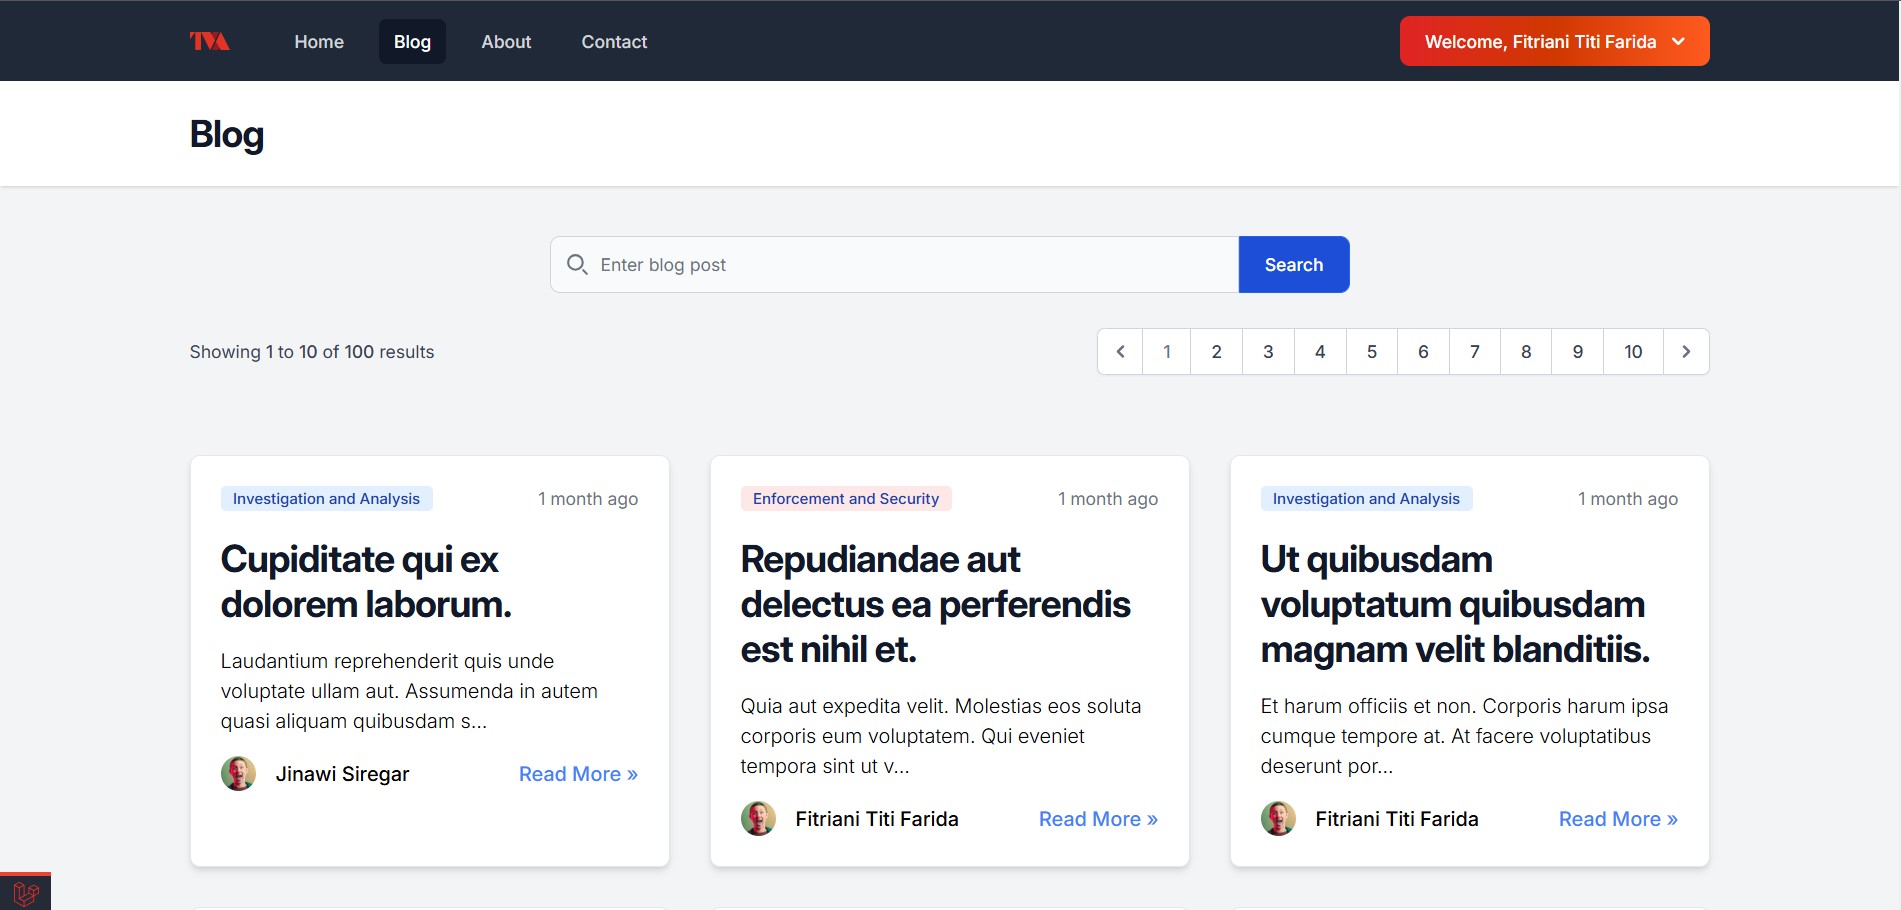 TVA
Home
Blog
About
Contact
Welcome, Fitriani Titi Farida
Blog
Enter blog post
Search
Showing 1 to 10 of 100 results
1 2 3 4 5 6 7 8 9 10
Investigation and Analysis
1 month ago
Cupiditate qui ex
dolorem laborum.
Laudantium reprehenderit quis unde
voluptate ullam aut. Assumenda in autem
quasi aliquam quibusdam s...
Jinawi Siregar
Read More »
Enforcement and Security
1 month ago
Repudiandae aut
delectus ea perferendis
est nihil et.
Quia aut expedita velit. Molestias eos soluta
corporis eum voluptatem. Qui eveniet
tempora sint ut v...
Fitriani Titi Farida
Read More »
Investigation and Analysis
1 month ago
Ut quibusdam
voluptatum quibusdam
magnam velit blanditiis.
Et harum officiis et non. Corporis harum ipsa
cumque tempore at. At facere voluptatibus
deserunt por...
Fitriani Titi Farida
Read More »